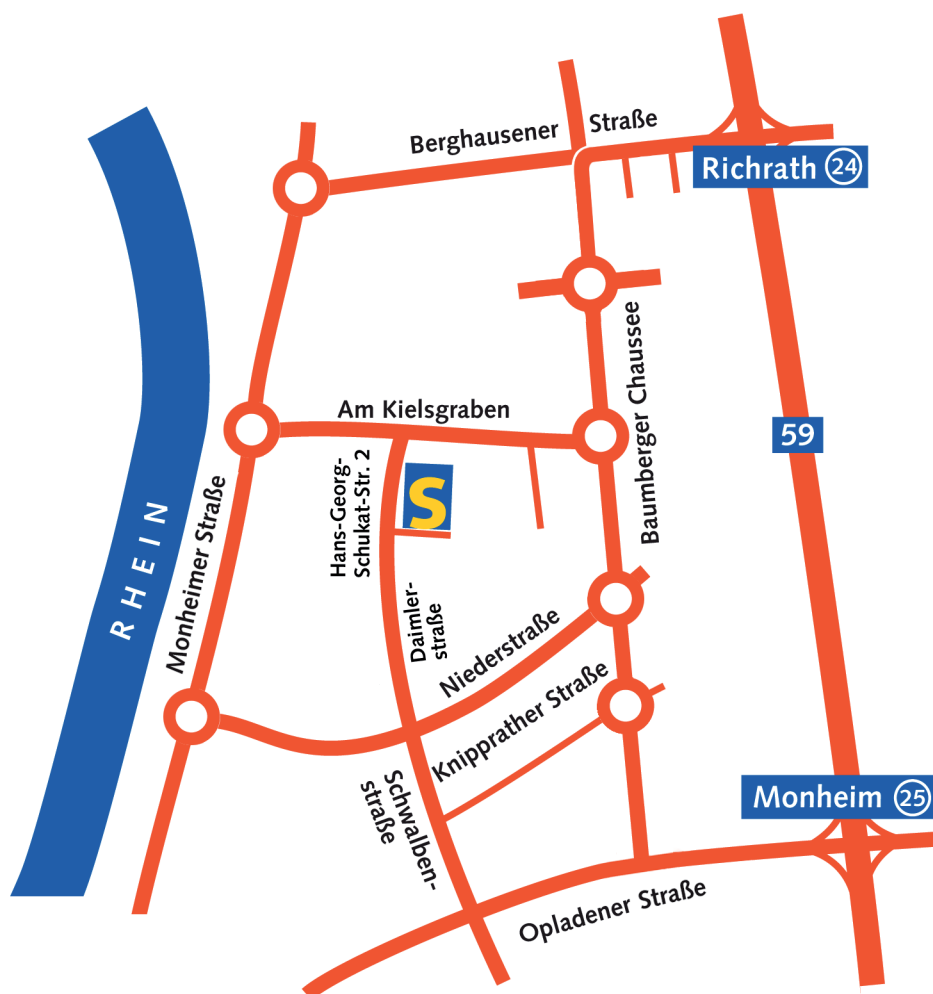 Berghausener Straße
Richrath 24
Am Kielsgraben
Baumberger Chaussee
59
Hans-Georg-
Schukat-Str. 2
S
RHEIN
Monheimer Straße
Daimler-
straße
Niederstraße
Knipprather Straße
Schwalben-
straße
Monheim 25
Opladener Straße